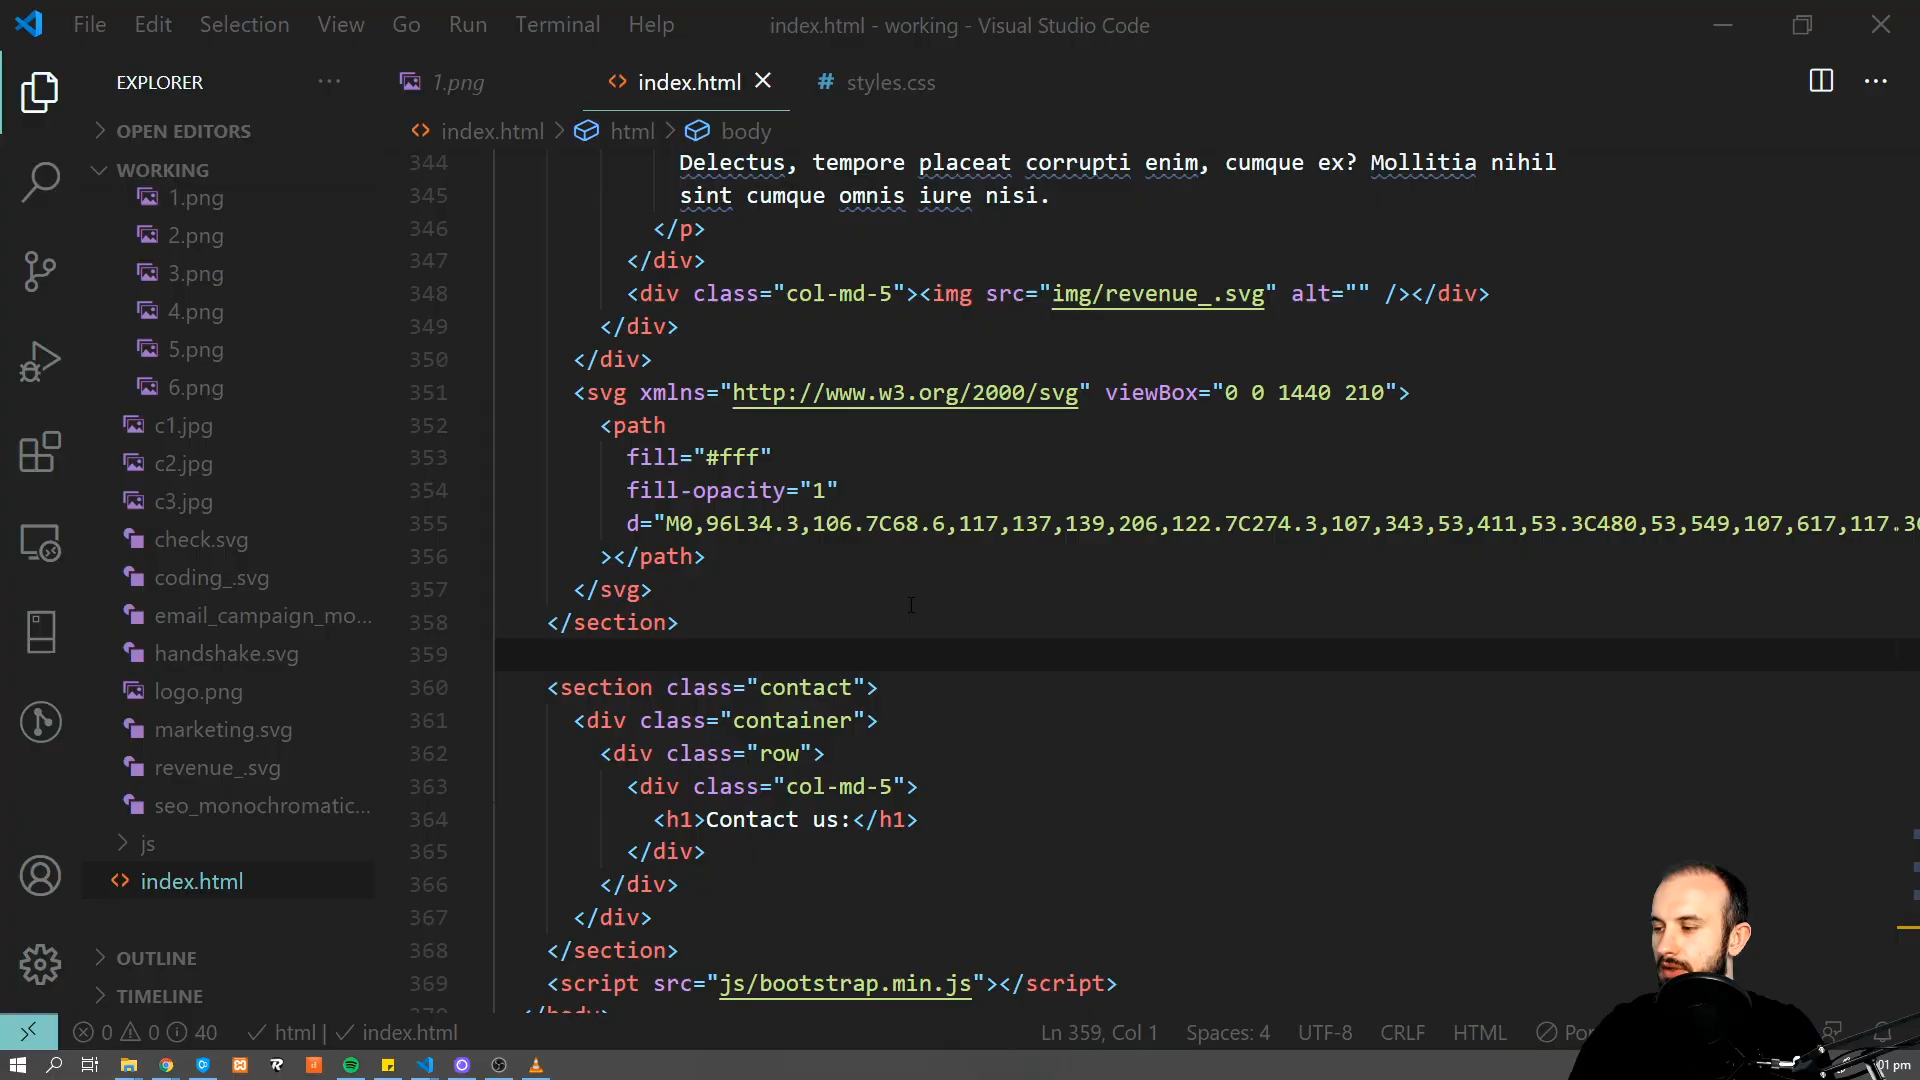 File Edit Selection View Go Run Terminal Help index.html - working - Visual Studio Code
EXPLORER
1.png
index.html
# styles.css
OPEN EDITORS
index.html > html > body
WORKING
1.png
2.png
3.png
4.png
5.png
6.png
c1.jpg
c2.jpg
c3.jpg
check.svg
coding_.svg
email_campaign_mo...
handshake.svg
logo.png
marketing.svg
revenue_.svg
seo_monochromatic...
js
index.html
OUTLINE
TIMELINE
344 Delectus, tempore placeat corrupti enim, cumque ex? Mollitia nihil
345 sint cumque omnis iure nisi.
346 </p>
347 </div>
348 <div class="col-md-5"><img src="img/revenue_.svg" alt="" /></div>
349 </div>
350 </div>
351 <svg xmlns="http://www.w3.org/2000/svg" viewBox="0 0 1440 210">
352 <path
353 fill="#fff"
354 fill-opacity="1"
355 d="M0,96L34.3,106.7C68.6,117,137,139,206,122.7C274.3,107,343,53,411,53.3C480,53,549,107,617,117.3
356 ></path>
357 </svg>
358 </section>
359
360 <section class="contact">
361 <div class="container">
362 <div class="row">
363 <div class="col-md-5">
364 <h1>Contact us:</h1>
365 </div>
366 </div>
367 </div>
368 </section>
369 <script src="js/bootstrap.min.js"></script>
0 0 40 html | index.html Ln 359, Col 1 Spaces: 4 UTF-8 CRLF HTML
01 pm